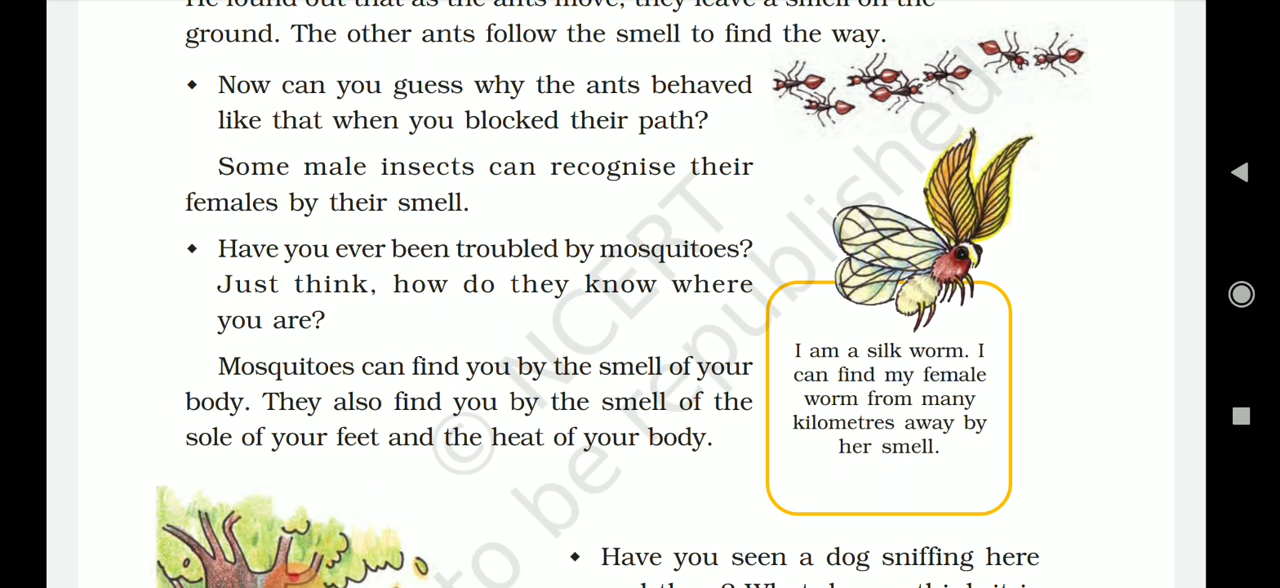 ground. The other ants follow the smell to find the way.
◆ Now can you guess why the ants behaved
like that when you blocked their path?
Some male insects can recognise their
females by their smell.
◆ Have you ever been troubled by mosquitoes?
Just think, how do they know where
you are?
Mosquitoes can find you by the smell of your
body. They also find you by the smell of the
sole of your feet and the heat of your body.
I am a silk worm. I
can find my female
worm from many
kilometres away by
her smell.
◆ Have you seen a dog sniffing here
© NCERT
to be republished